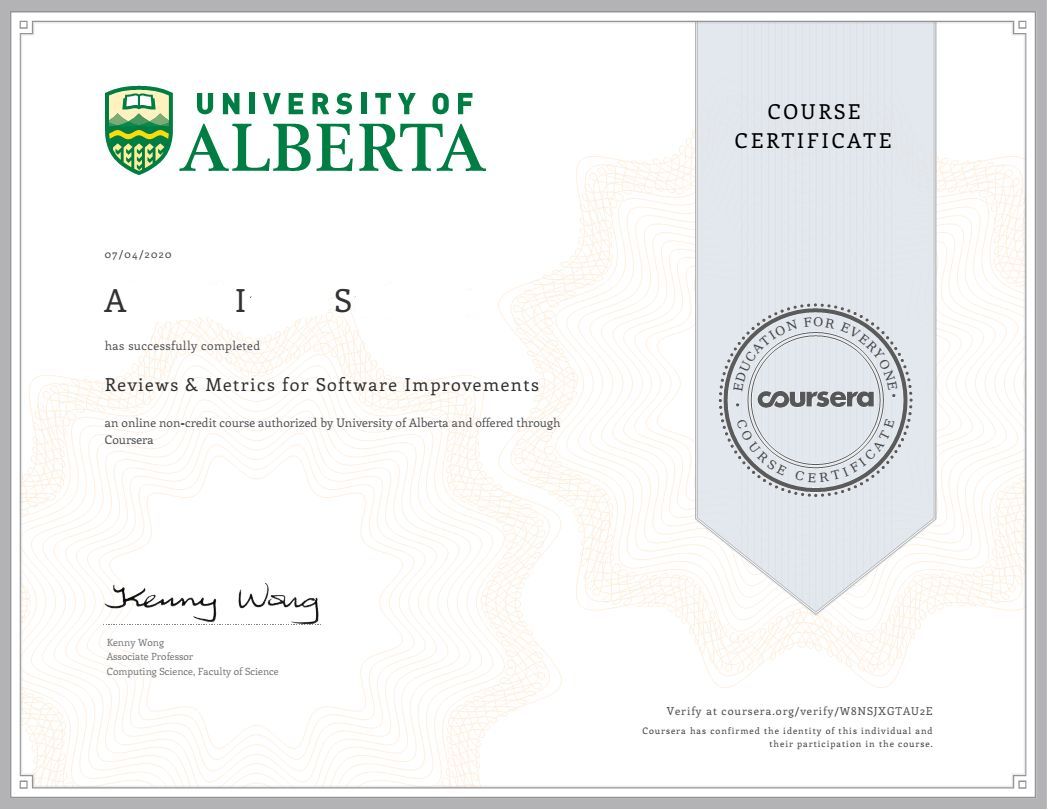 UNIVERSITY OF
ALBERTA
COURSE
CERTIFICATE
07/04/2020
A I S
has successfully completed
Reviews & Metrics for Software Improvements
an online non-credit course authorized by University of Alberta and offered through
Coursera
EDUCATION FOR EVERYONE
coursera
COURSE CERTIFICATE
Kenny Wong
Kenny Wong
Associate Professor
Computing Science, Faculty of Science
Verify at coursera.org/verify/W8NSJXGTAU2E
Coursera has confirmed the identity of this individual and
their participation in the course.